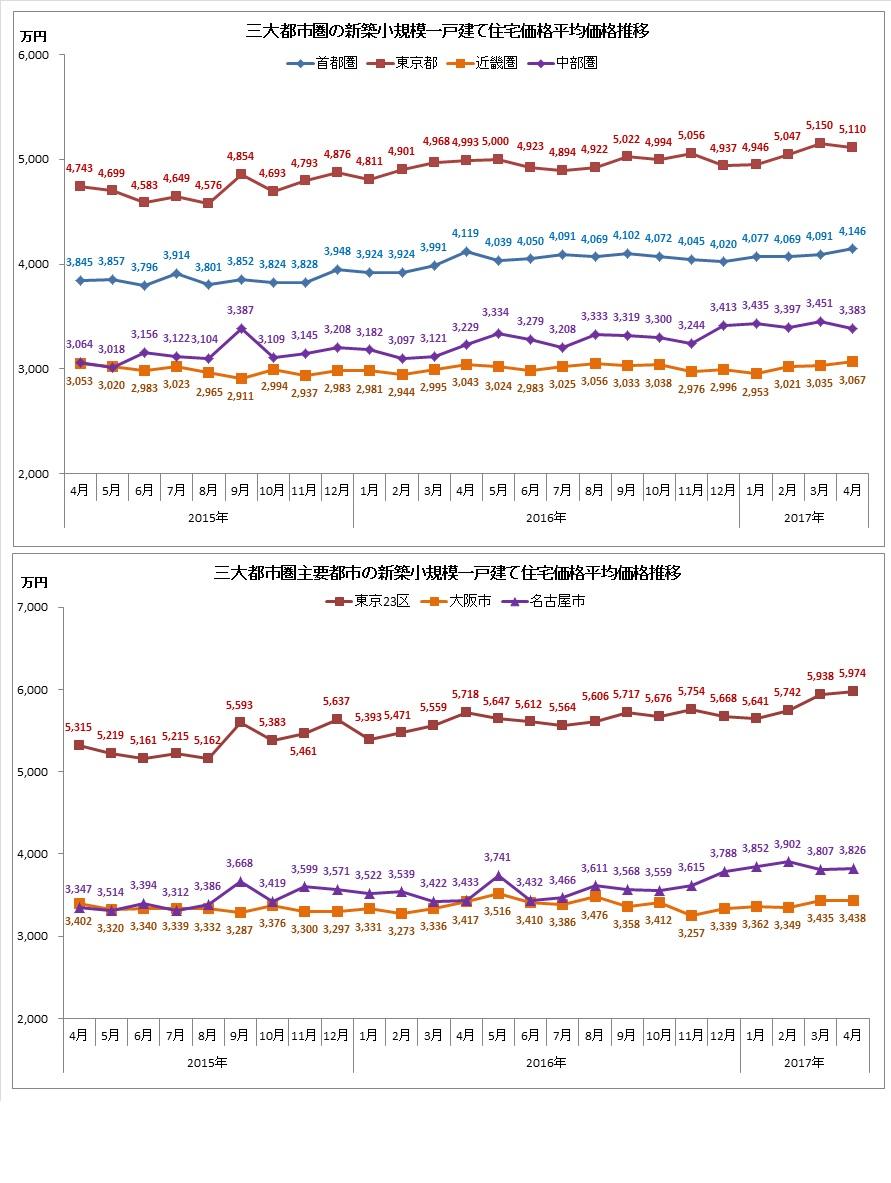 三大都市圏の新築小規模一戸建て住宅価格平均価格推移
万円
首都圏 東京都 近畿圏 中部圏
6,000
5,000
4,000
3,000
2,000
4,743 4,699 4,583 4,649 4,576 4,854 4,693 4,793 4,876 4,811 4,901 4,968 4,993 5,000 4,923 4,894 4,922 5,022 4,994 5,056 4,937 4,946 5,047 5,150 5,110
3,845 3,857 3,796 3,914 3,801 3,852 3,824 3,828 3,948 3,924 3,924 3,991 4,119 4,039 4,050 4,091 4,069 4,102 4,072 4,045 4,020 4,077 4,069 4,091 4,146
3,064 3,018 3,156 3,122 3,104 3,387 3,109 3,145 3,208 3,182 3,097 3,121 3,229 3,334 3,279 3,208 3,333 3,319 3,300 3,244 3,413 3,435 3,397 3,451 3,383
3,053 3,020 2,983 3,023 2,965 2,911 2,994 2,937 2,983 2,981 2,944 2,995 3,043 3,024 2,983 3,025 3,056 3,033 3,038 2,976 2,996 2,953 3,021 3,035 3,067
4月 5月 6月 7月 8月 9月 10月 11月 12月 1月 2月 3月 4月 5月 6月 7月 8月 9月 10月 11月 12月 1月 2月 3月 4月
2015年 2016年 2017年
三大都市圏主要都市の新築小規模一戸建て住宅価格平均価格推移
万円
東京23区 大阪市 名古屋市
7,000
6,000
5,000
4,000
3,000
2,000
5,315 5,219 5,161 5,215 5,162 5,593 5,383 5,461 5,637 5,393 5,471 5,559 5,718 5,647 5,612 5,564 5,606 5,717 5,676 5,754 5,668 5,641 5,742 5,938 5,974
3,347 3,514 3,394 3,312 3,386 3,668 3,419 3,599 3,571 3,522 3,539 3,422 3,433 3,741 3,432 3,466 3,611 3,568 3,559 3,615 3,788 3,852 3,902 3,807 3,826
3,402 3,320 3,340 3,339 3,332 3,287 3,376 3,300 3,297 3,331 3,273 3,336 3,417 3,516 3,410 3,386 3,476 3,358 3,412 3,257 3,339 3,362 3,349 3,435 3,438
4月 5月 6月 7月 8月 9月 10月 11月 12月 1月 2月 3月 4月 5月 6月 7月 8月 9月 10月 11月 12月 1月 2月 3月 4月
2015年 2016年 2017年